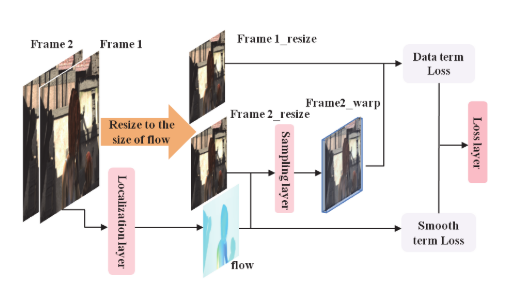 Frame 2
Frame 1
Frame 1_resize
Data term
Loss
Resize to the
size of flow
Frame 2_resize
Frame2_warp
Sampling layer
Loss layer
Localization layer
Smooth
term Loss
flow